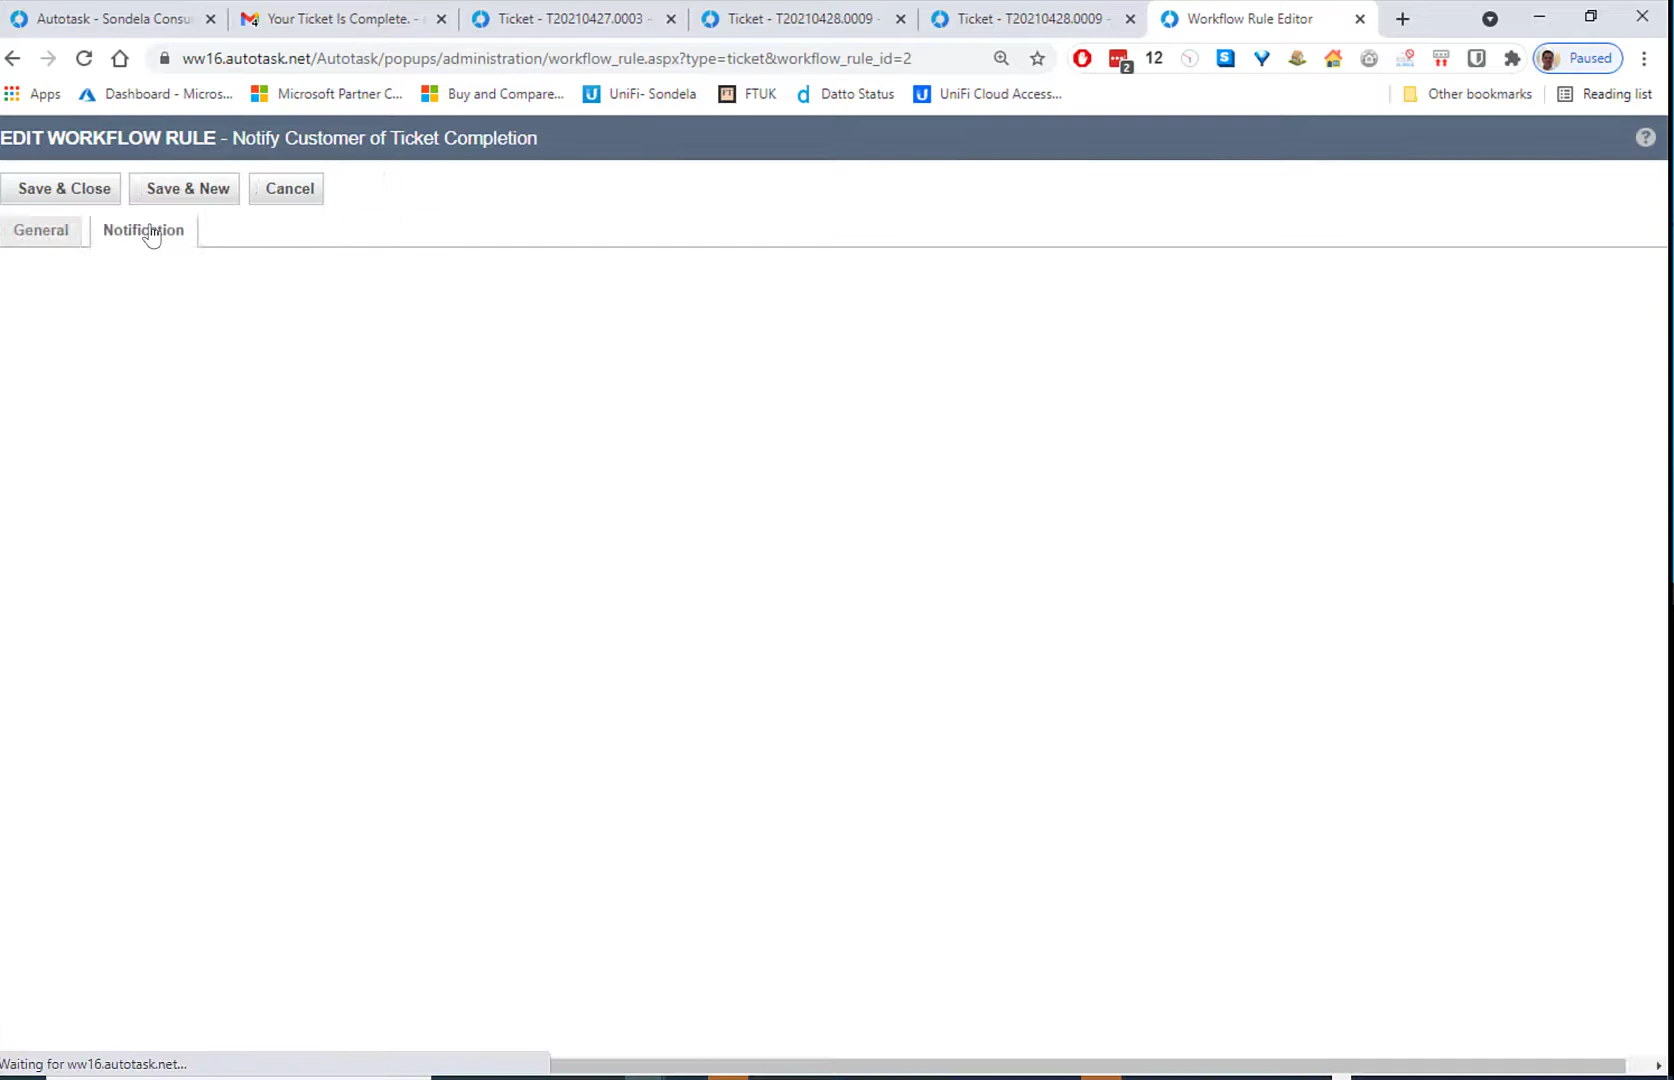 Autotask - Sondela Consu
Your Ticket Is Complete. -
Ticket - T20210427.0003 -
Ticket - T20210428.0009 -
Ticket - T20210428.0009 -
Workflow Rule Editor
ww16.autotask.net/Autotask/popups/administration/workflow_rule.aspx?type=ticket&workflow_rule_id=2
2
12
Paused
Apps
Dashboard - Micros...
Microsoft Partner C...
Buy and Compare...
UniFi- Sondela
FTUK
Datto Status
UniFi Cloud Access...
Other bookmarks
Reading list
EDIT WORKFLOW RULE - Notify Customer of Ticket Completion
Save & Close
Save & New
Cancel
General
Notification
Waiting for ww16.autotask.net...